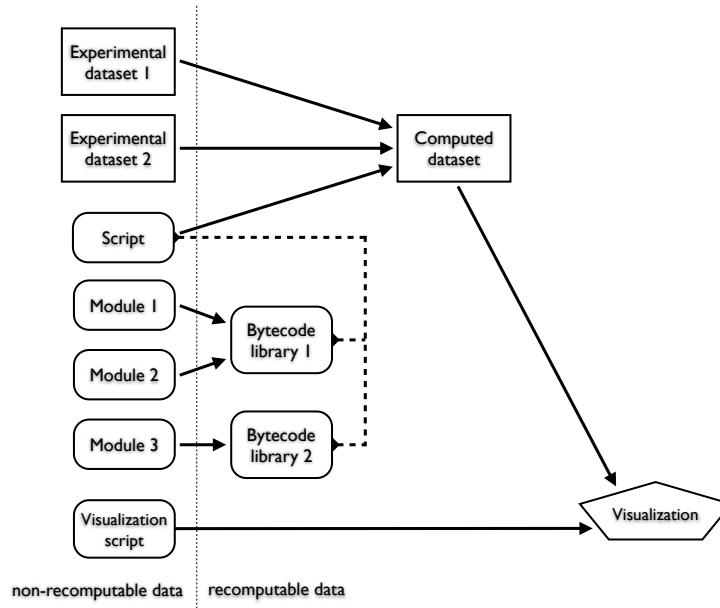 Experimental
dataset 1
Experimental
dataset 2
Computed
dataset
Script
Module 1
Bytecode
library 1
Module 2
Module 3
Bytecode
library 2
Visualization
script
Visualization
non-recomputable data
recomputable data